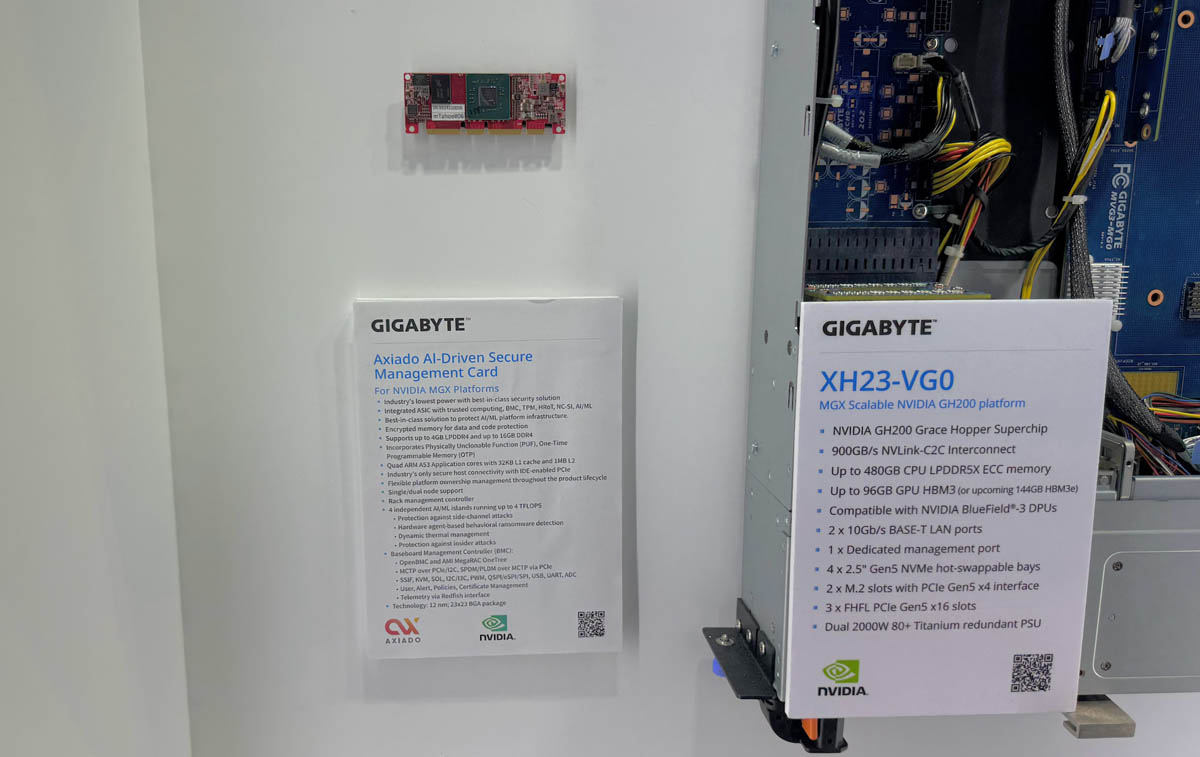 GIGABYTE™
Axiado AI-Driven Secure
Management Card
For NVIDIA MGX Platforms
• Industry's lowest power with best-in-class security solution
• Integrated ASIC with trusted computing, BMC, TPM, HRoT, NC-SI, AI/ML
• Best-in-class solution to protect AI/ML platform infrastructure
• Encrypted memory for data and code protection
• Supports up to 4GB LPDDR4 and up to 16GB DDR4
• Incorporates Physically Unclonable Function (PUF), One-Time
Programmable Memory (OTP)
• Quad ARM A53 Application cores with 32KB L1 cache and 1MB L2
• Industry's only secure host connectivity with IDE-enabled PCIe
• Flexible platform ownership management throughout the product lifecycle
• Single/dual node support
• Rack management controller
• 4 independent AI/ML islands running up to 4 TFLOPS
• Protection against side-channel attacks
• Hardware agent-based behavioral ransomware detection
• Dynamic thermal management
• Protection against insider attacks
• Baseboard Management Controller (BMC):
• OpenBMC and AMI MegaRAC OneTree
• MCTP over PCIe/I2C, SPDM/PLDM over MCTP via PCIe
• SSIF, KVM, SOL, I2C/I3C, PWM, QSPI/eSPI/SPI, USB, UART, ADC
• User, Alert, Policies, Certificate Management
• Telemetry via Redfish interface
• Technology: 12 nm; 23x23 BGA package
AXIADO
NVIDIA.
GIGABYTE
MVG3-MG0
GIGABYTE™
XH23-VG0
MGX Scalable NVIDIA GH200 platform
NVIDIA GH200 Grace Hopper Superchip
900GB/s NVLink-C2C Interconnect
Up to 480GB CPU LPDDR5X ECC memory
Up to 96GB GPU HBM3 (or upcoming 144GB HBM3e)
Compatible with NVIDIA BlueField®-3 DPUs
2 x 10Gb/s BASE-T LAN ports
1 x Dedicated management port
4 x 2.5" Gen5 NVMe hot-swappable bays
2 x M.2 slots with PCIe Gen5 x4 interface
3 x FHFL PCIe Gen5 x16 slots
Dual 2000W 80+ Titanium redundant PSU
NVIDIA.